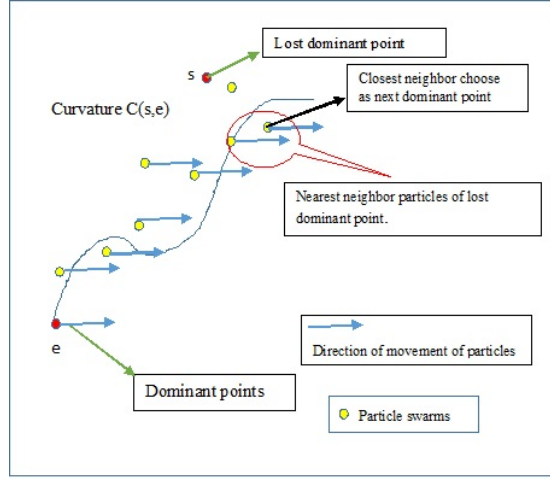 Lost dominant point
s
Closest neighbor choose
as next dominant point
Curvature C(s,e)
Nearest neighbor particles of lost
dominant point.
e
Direction of movement of particles
Dominant points
Particle swarms